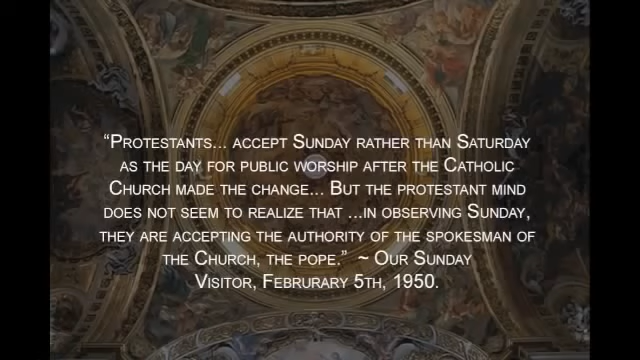 “Protestants... accept Sunday rather than Saturday
as the day for public worship after the Catholic
Church made the change... But the protestant mind
does not seem to realize that ...in observing Sunday,
they are accepting the authority of the spokesman of
the Church, the pope.” ~ Our Sunday
Visitor, Februrary 5th, 1950.